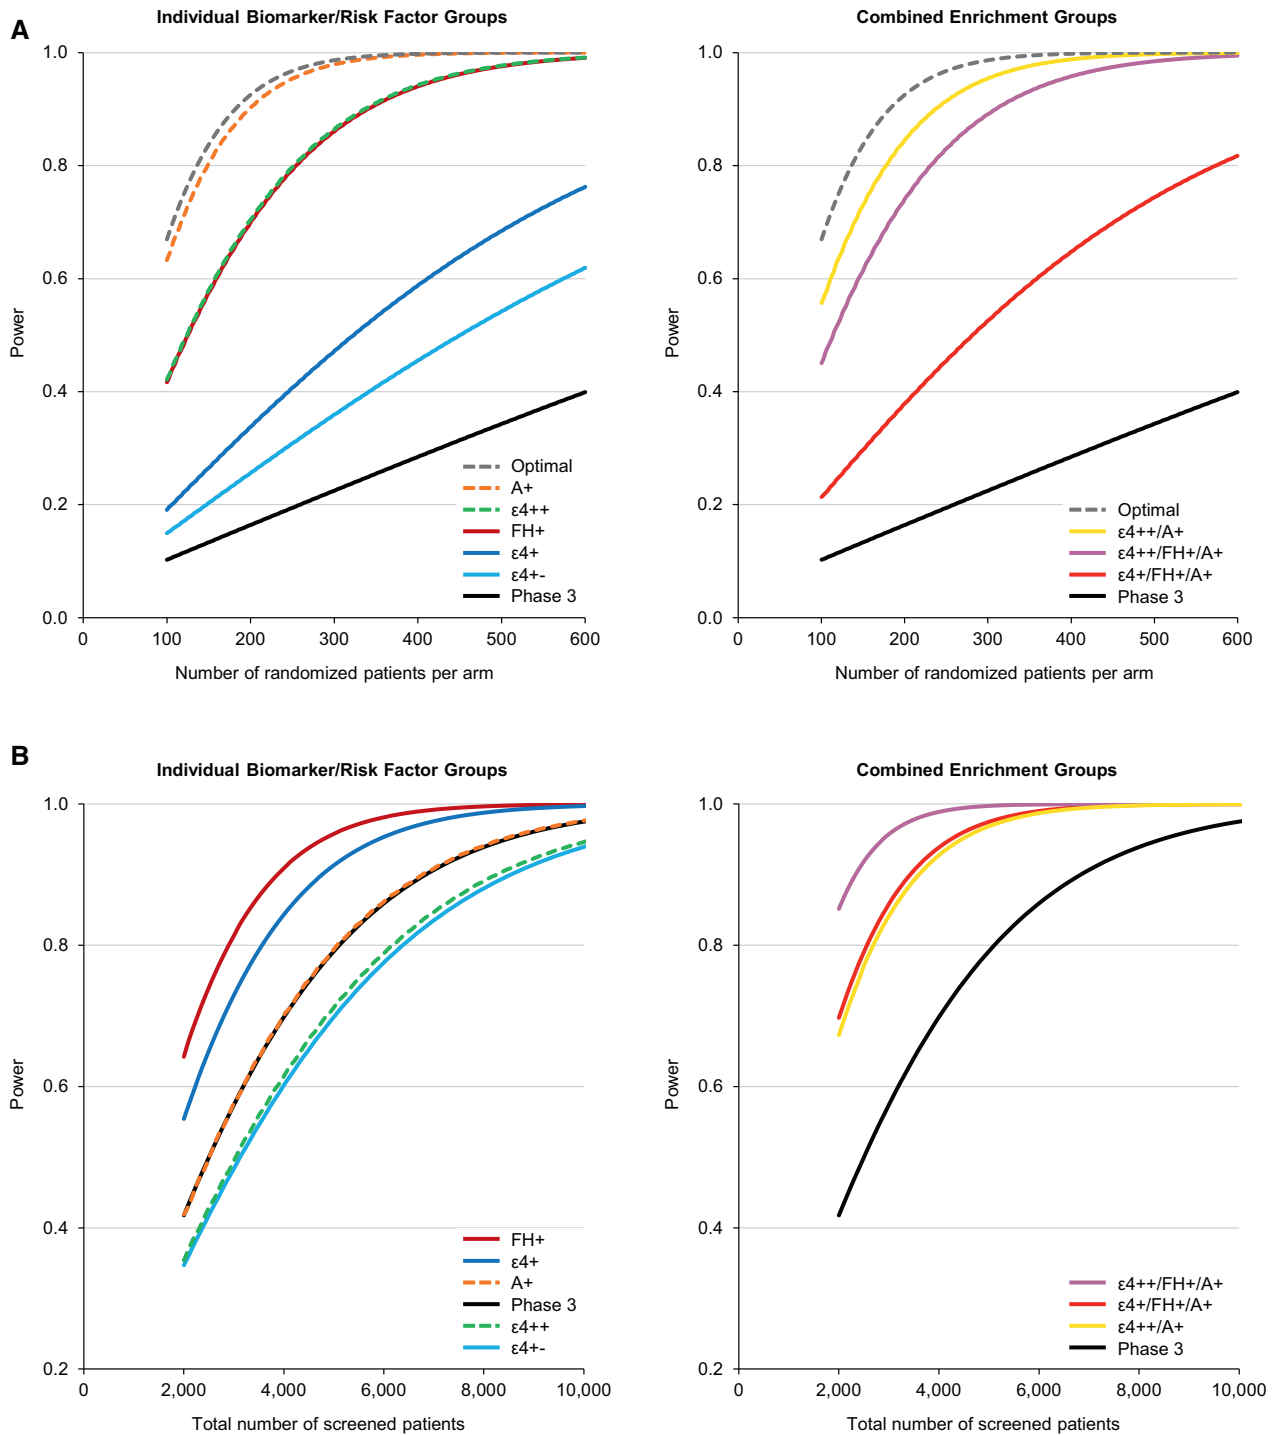 A
Individual Biomarker/Risk Factor Groups
1.0
0.8
0.6
0.4
0.2
0.0
Power
0 100 200 300 400 500 600
Number of randomized patients per arm
Optimal
A+
ε4++
FH+
ε4+
ε4+-
Phase 3
Combined Enrichment Groups
1.0
0.8
0.6
0.4
0.2
0.0
Power
0 100 200 300 400 500 600
Number of randomized patients per arm
Optimal
ε4++/A+
ε4++/FH+/A+
ε4+/FH+/A+
Phase 3
B
Individual Biomarker/Risk Factor Groups
1.0
0.8
0.6
0.4
0.2
Power
0 2,000 4,000 6,000 8,000 10,000
Total number of screened patients
FH+
ε4+
A+
Phase 3
ε4++
ε4+-
Combined Enrichment Groups
1.0
0.8
0.6
0.4
0.2
Power
0 2,000 4,000 6,000 8,000 10,000
Total number of screened patients
ε4++/FH+/A+
ε4+/FH+/A+
ε4++/A+
Phase 3